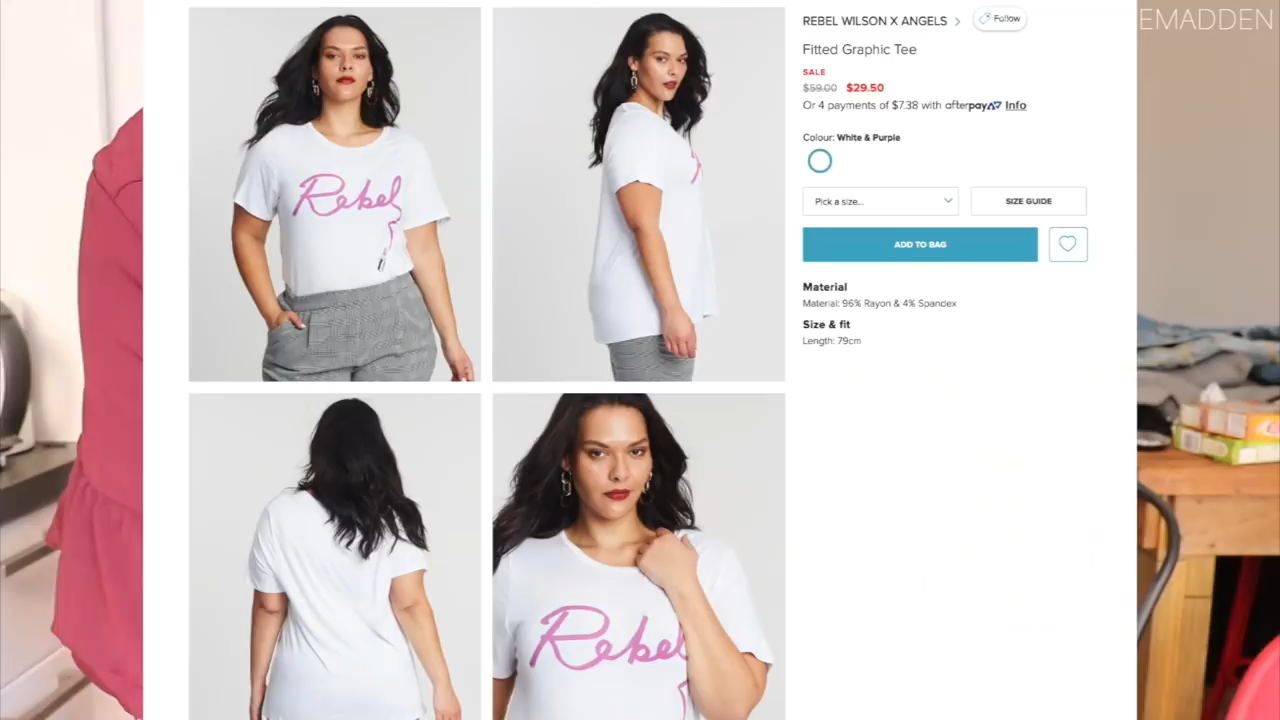 EMADDEN
REBEL WILSON X ANGELS >
Follow
Fitted Graphic Tee
SALE
$59.00 $29.50
Or 4 payments of $7.38 with afterpay Info
Colour: White & Purple
Pick a size...
SIZE GUIDE
ADD TO BAG
Material
Material: 96% Rayon & 4% Spandex
Size & fit
Length: 79cm
Rebel
Rebel